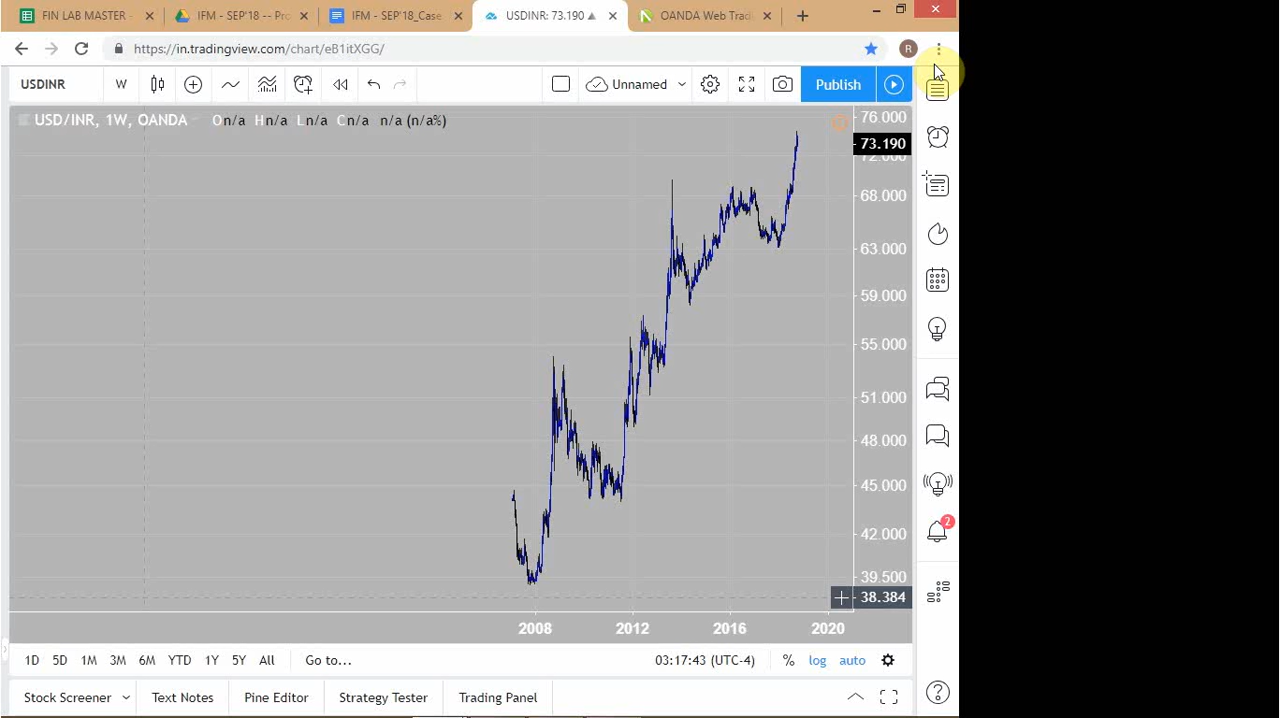 FIN LAB MASTER -
IFM - SEP'18 -- Pro
IFM - SEP'18_Case
USDINR: 73.190 ▲
OANDA Web Trad
https://in.tradingview.com/chart/eB1itXGG/
R
USDINR
W
Unnamed
Publish
USD/INR, 1W, OANDA On/a Hn/a Ln/a Cn/a n/a (n/a%)
76.000
73.190
72.000
68.000
63.000
59.000
55.000
51.000
48.000
45.000
42.000
39.500
38.384
2
2008 2012 2016 2020
1D 5D 1M 3M 6M YTD 1Y 5Y All Go to... 03:17:43 (UTC-4) % log auto
Stock Screener Text Notes Pine Editor Strategy Tester Trading Panel